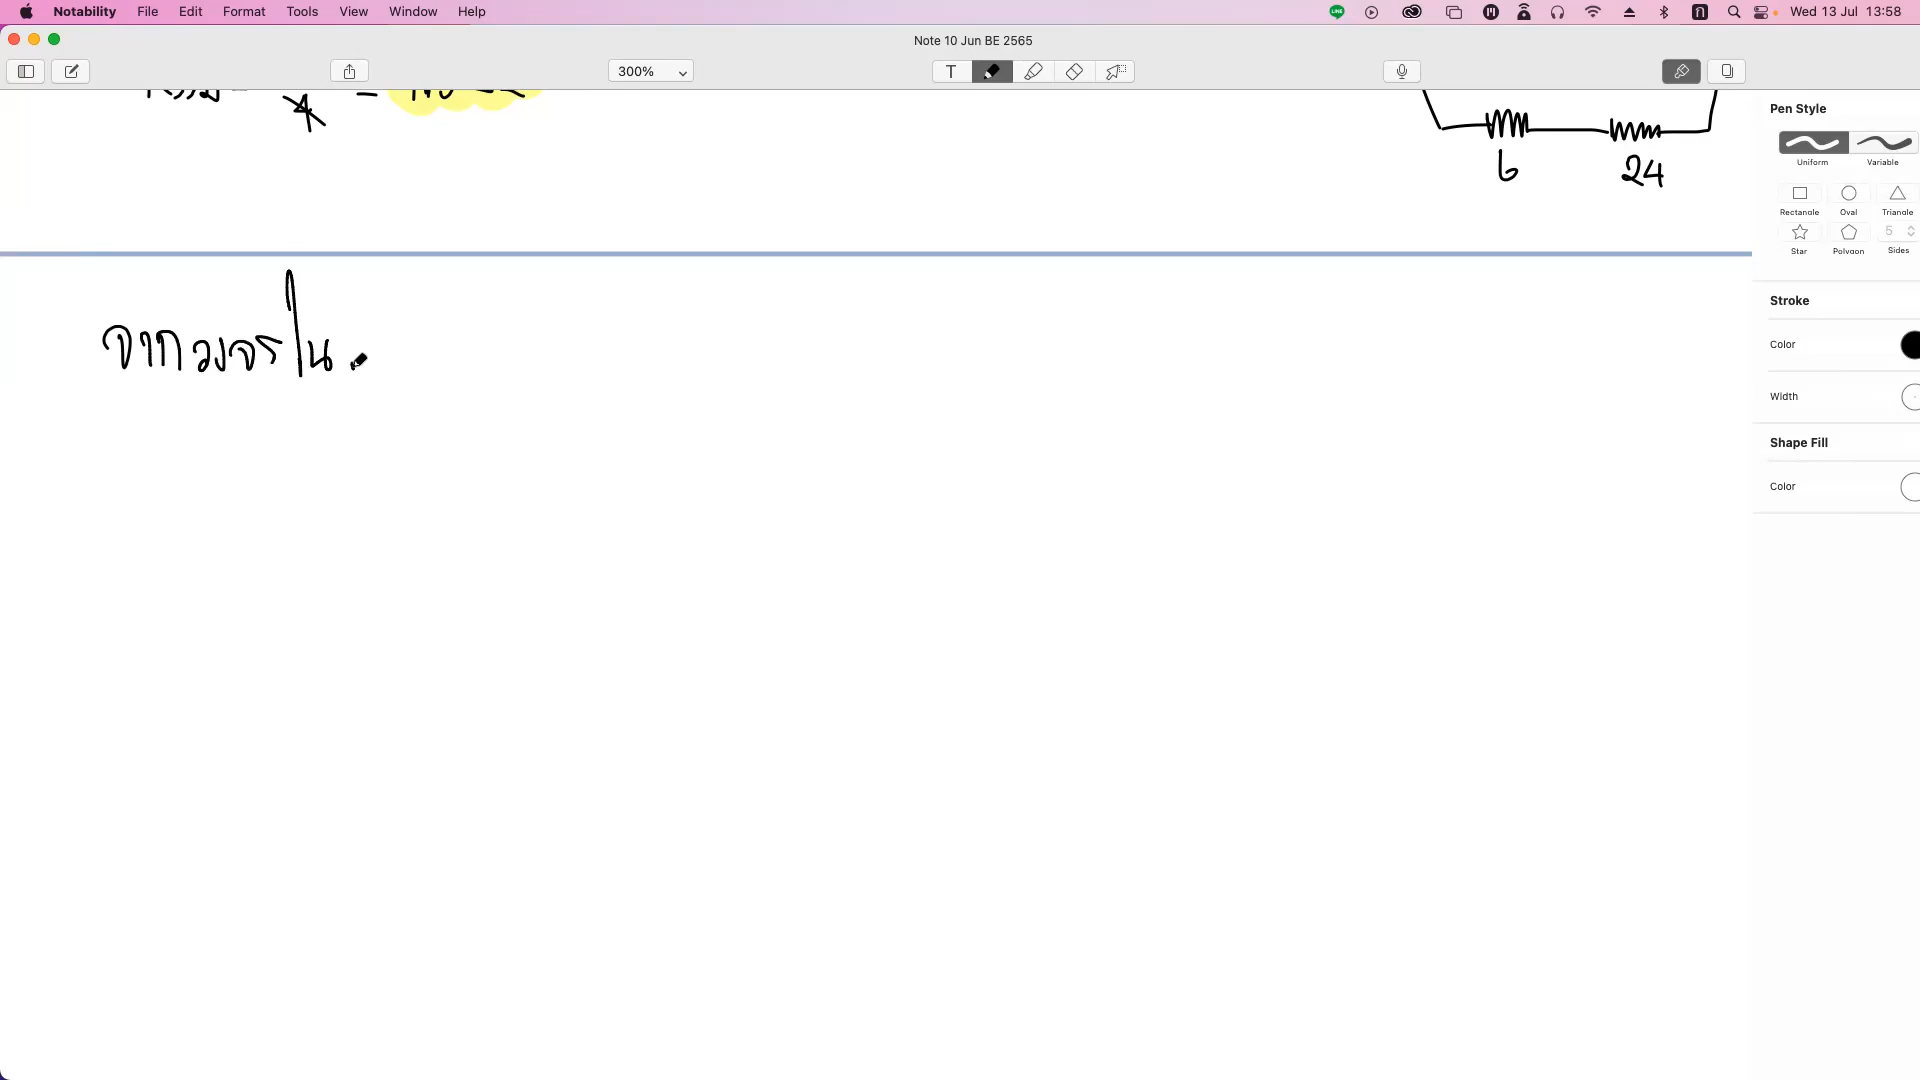 Notability File Edit Format Tools View Window Help Wed 13 Jul 13:58
Note 10 Jun BE 2565
300% T
Pen Style
Uniform Variable
Rectangle Oval Triangle
5
Star Polygon Sides
Stroke
Color
Width
Shape Fill
Color
6 24
จากวงจรใน